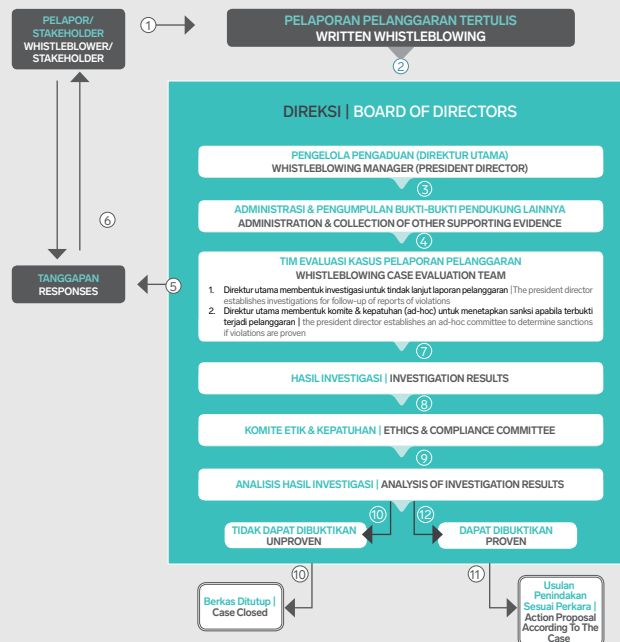 PELAPOR/
STAKEHOLDER
WHISTLEBLOWER/
STAKEHOLDER
1
PELAPORAN PELANGGARAN TERTULIS
WRITTEN WHISTLEBLOWING
2
DIREKSI | BOARD OF DIRECTORS
PENGELOLA PENGADUAN (DIREKTUR UTAMA)
WHISTLEBLOWING MANAGER (PRESIDENT DIRECTOR)
3
ADMINISTRASI & PENGUMPULAN BUKTI-BUKTI PENDUKUNG LAINNYA
ADMINISTRATION & COLLECTION OF OTHER SUPPORTING EVIDENCE
4
TIM EVALUASI KASUS PELAPORAN PELANGGARAN
WHISTLEBLOWING CASE EVALUATION TEAM
1. Direktur utama membentuk investigasi untuk tindak lanjut laporan pelanggaran | The president director
establishes investigations for follow-up of reports of violations
2. Direktur utama membentuk komite & kepatuhan (ad-hoc) untuk menetapkan sanksi apabila terbukti
terjadi pelanggaran | the president director establishes an ad-hoc committee to determine sanctions
if violations are proven
5
6
TANGGAPAN
RESPONSES
7
HASIL INVESTIGASI | INVESTIGATION RESULTS
8
KOMITE ETIK & KEPATUHAN | ETHICS & COMPLIANCE COMMITTEE
9
ANALISIS HASIL INVESTIGASI | ANALYSIS OF INVESTIGATION RESULTS
10 12
TIDAK DAPAT DIBUKTIKAN
UNPROVEN
DAPAT DIBUKTIKAN
PROVEN
10
11
Berkas Ditutup |
Case Closed
Usulan
Penindakan
Sesuai Perkara |
Action Proposal
According To The
Case